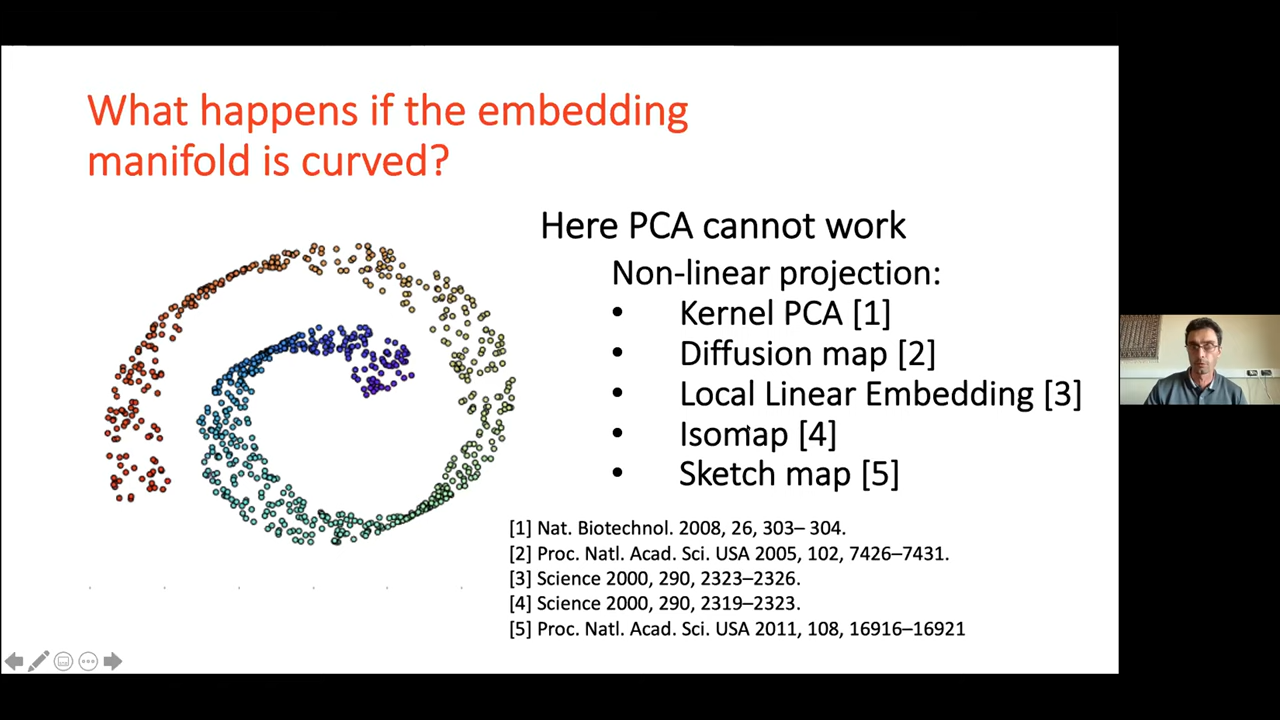 What happens if the embedding
manifold is curved?
Here PCA cannot work
Non-linear projection:
• Kernel PCA [1]
• Diffusion map [2]
• Local Linear Embedding [3]
• Isomap [4]
• Sketch map [5]
[1] Nat. Biotechnol. 2008, 26, 303– 304.
[2] Proc. Natl. Acad. Sci. USA 2005, 102, 7426–7431.
[3] Science 2000, 290, 2323–2326.
[4] Science 2000, 290, 2319–2323.
[5] Proc. Natl. Acad. Sci. USA 2011, 108, 16916–16921